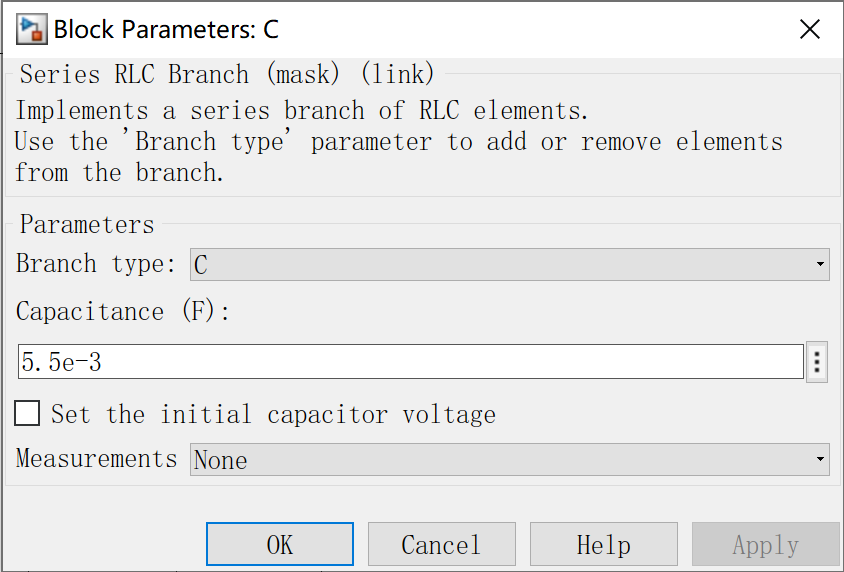 Block Parameters: C
Series RLC Branch (mask) (link)
Implements a series branch of RLC elements.
Use the 'Branch type' parameter to add or remove elements
from the branch.
Parameters
Branch type: C
Capacitance (F):
5.5e-3
Set the initial capacitor voltage
Measurements None
OK Cancel Help Apply